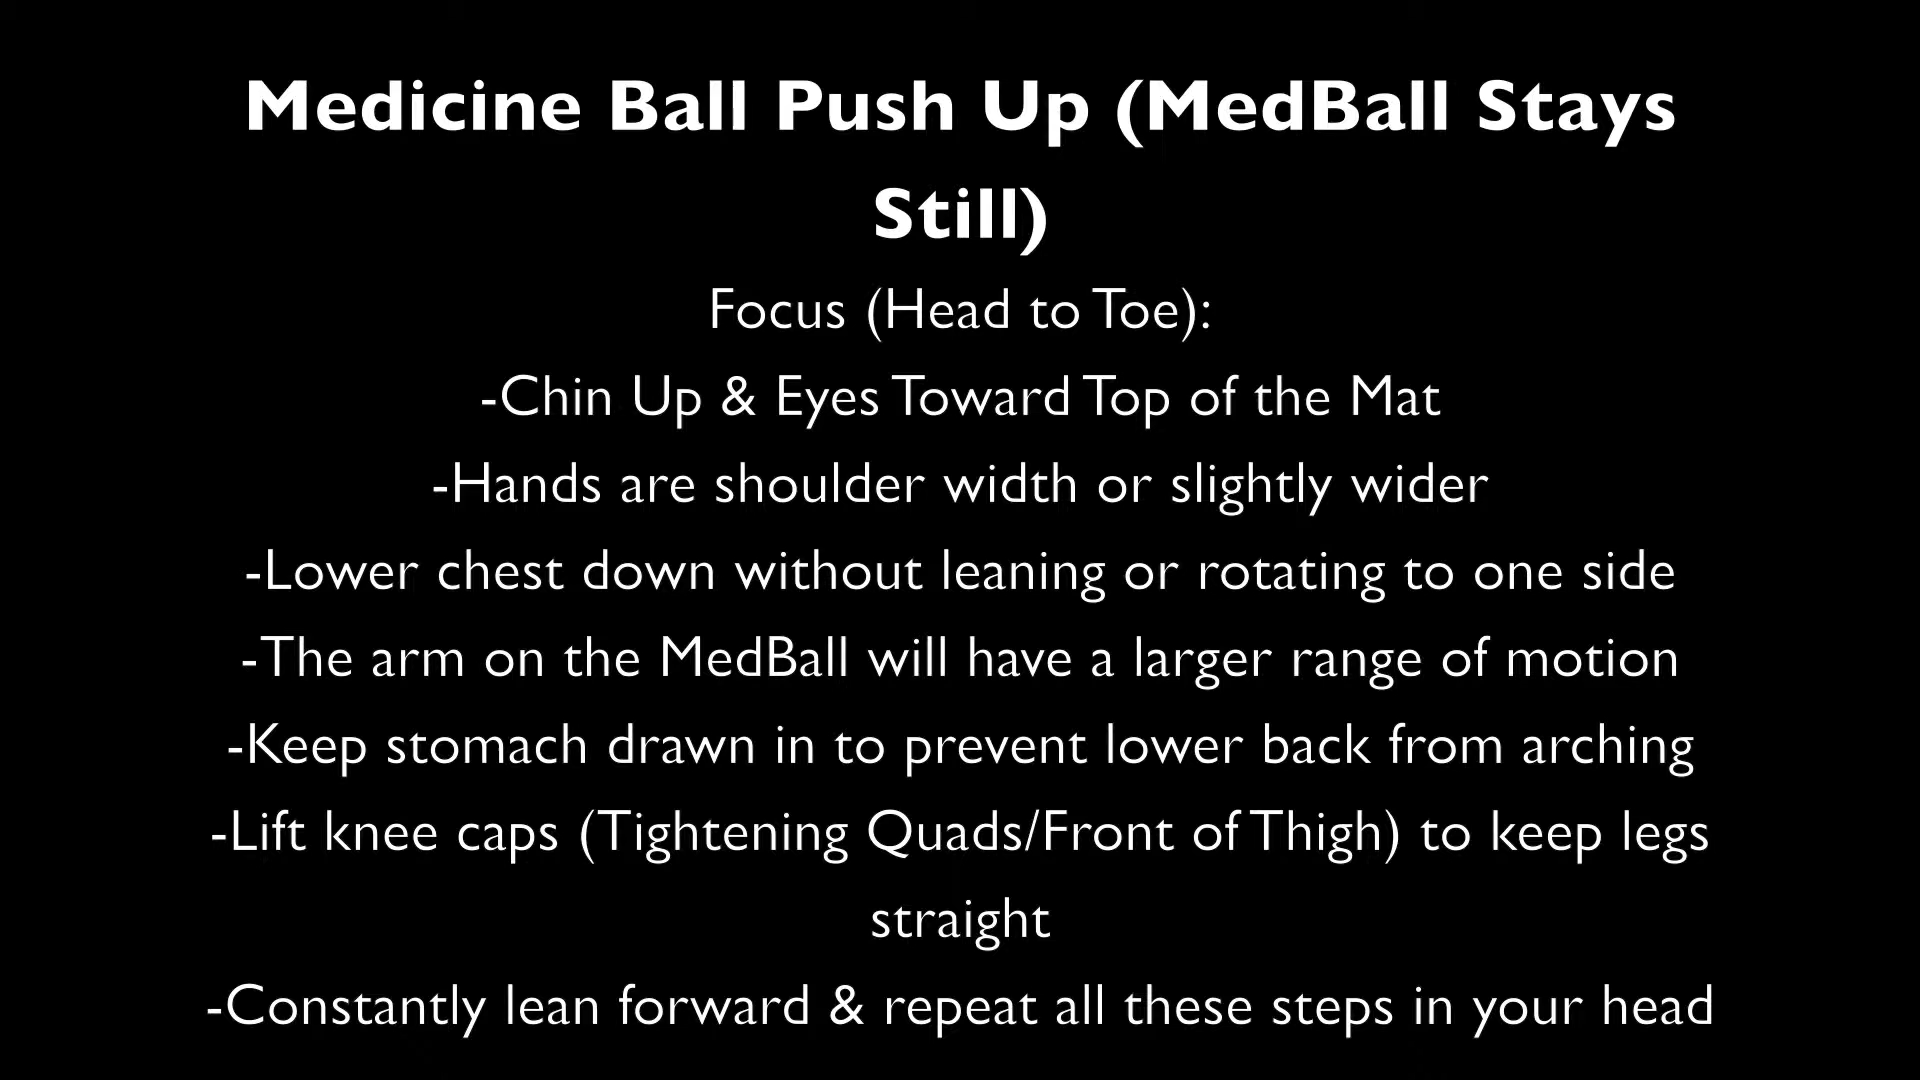 Medicine Ball Push Up (MedBall Stays
Still)
Focus (Head to Toe):
-Chin Up & Eyes Toward Top of the Mat
-Hands are shoulder width or slightly wider
-Lower chest down without leaning or rotating to one side
-The arm on the MedBall will have a larger range of motion
-Keep stomach drawn in to prevent lower back from arching
-Lift knee caps (Tightening Quads/Front of Thigh) to keep legs
straight
-Constantly lean forward & repeat all these steps in your head